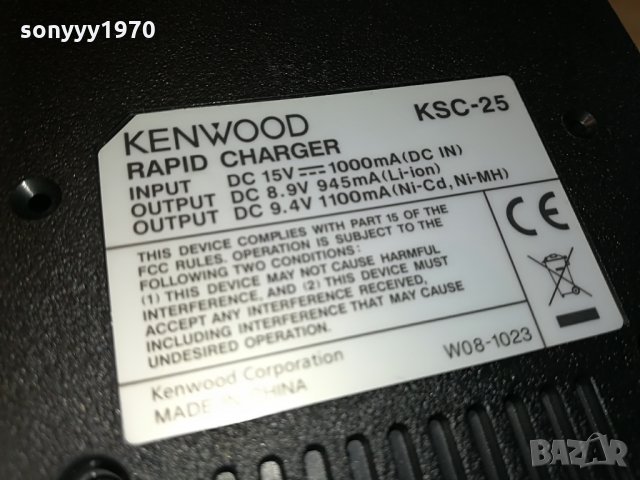 sonyyy1970
KENWOOD
KSC-25
RAPID CHARGER
INPUT DC 15V⎓1000mA(DC IN)
OUTPUT DC 8.9V 945mA(Li-ion)
OUTPUT DC 9.4V 1100mA(Ni-Cd, Ni-MH)
THIS DEVICE COMPLIES WITH PART 15 OF THE
FCC RULES. OPERATION IS SUBJECT TO THE
FOLLOWING TWO CONDITIONS:
(1) THIS DEVICE MAY NOT CAUSE HARMFUL
INTERFERENCE, AND (2) THIS DEVICE MUST
ACCEPT ANY INTERFERENCE RECEIVED,
INCLUDING INTERFERENCE THAT MAY CAUSE
UNDESIRED OPERATION.
CE
Kenwood Corporation
W08-1023
MADE IN CHINA
BAZAR
bg